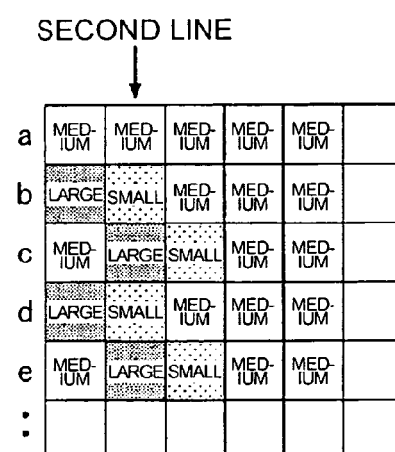 SECOND LINE
a MED-IUM MED-IUM MED-IUM MED-IUM MED-IUM
b LARGE SMALL MED-IUM MED-IUM MED-IUM
c MED-IUM LARGE SMALL MED-IUM MED-IUM
d LARGE SMALL MED-IUM MED-IUM MED-IUM
e MED-IUM LARGE SMALL MED-IUM MED-IUM
: